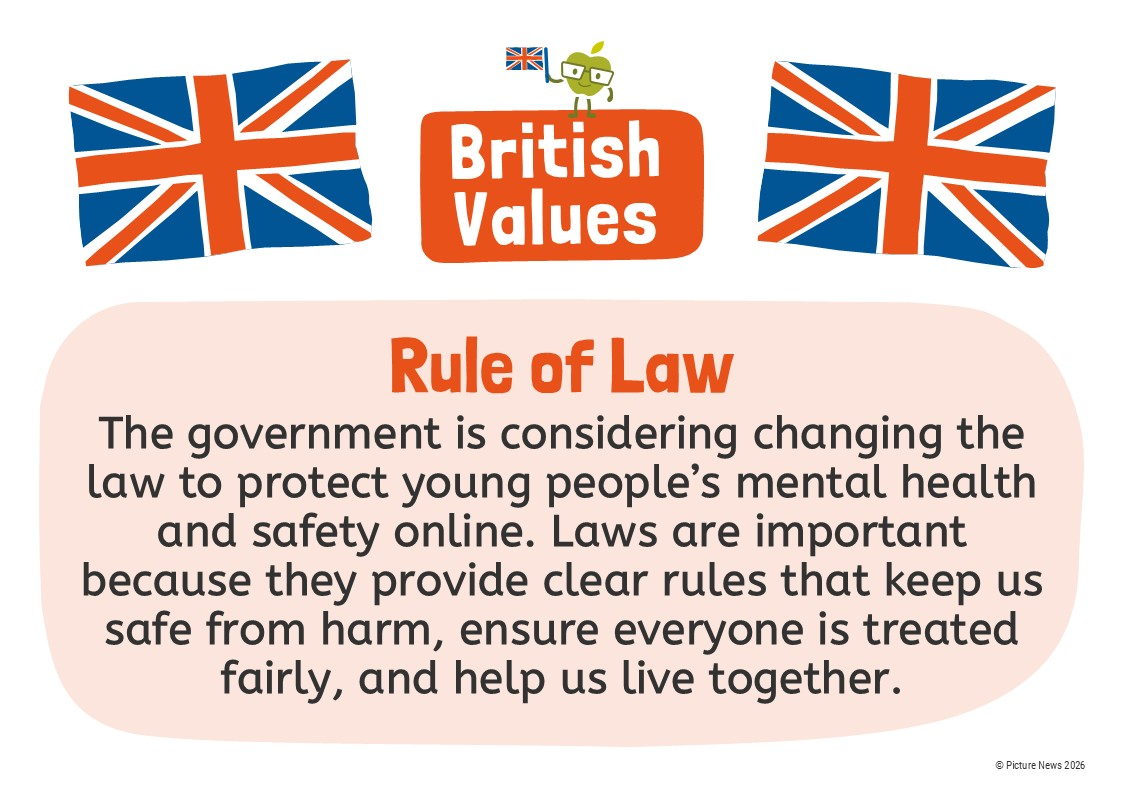 British
Values
Rule of Law
The government is considering changing the
law to protect young people’s mental health
and safety online. Laws are important
because they provide clear rules that keep us
safe from harm, ensure everyone is treated
fairly, and help us live together.
© Picture News 2026